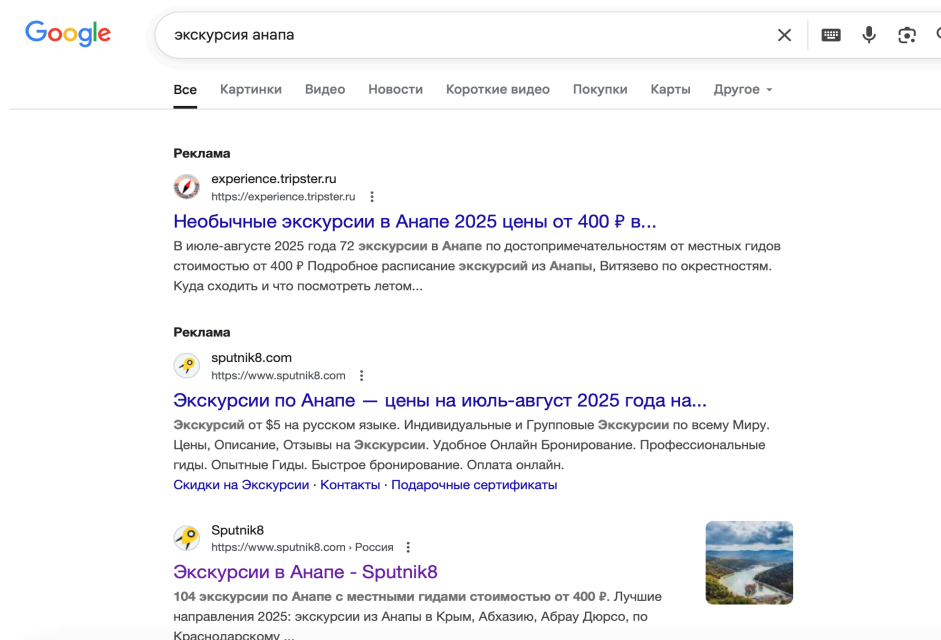 Google
экскурсия анапа
Все Картинки Видео Новости Короткие видео Покупки Карты Другое
Реклама
experience.tripster.ru
https://experience.tripster.ru
Необычные экскурсии в Анапе 2025 цены от 400 ₽ в...
В июле-августе 2025 года 72 экскурсии в Анапе по достопримечательностям от местных гидов
стоимостью от 400 ₽ Подробное расписание экскурсий из Анапы, Витязево по окрестностям.
Куда сходить и что посмотреть летом...
Реклама
sputnik8.com
https://www.sputnik8.com
Экскурсии по Анапе — цены на июль-август 2025 года на...
Экскурсий от $5 на русском языке. Индивидуальные и Групповые Экскурсии по всему Миру.
Цены, Описание, Отзывы на Экскурсии. Удобное Онлайн Бронирование. Профессиональные
гиды. Опытные Гиды. Быстрое бронирование. Оплата онлайн.
Скидки на Экскурсии · Контакты · Подарочные сертификаты
Sputnik8
https://www.sputnik8.com › Россия
Экскурсии в Анапе - Sputnik8
104 экскурсии по Анапе с местными гидами стоимостью от 400 ₽. Лучшие
направления 2025: экскурсии из Анапы в Крым, Абхазию, Абрау Дюрсо, по
Краснодарскому ...